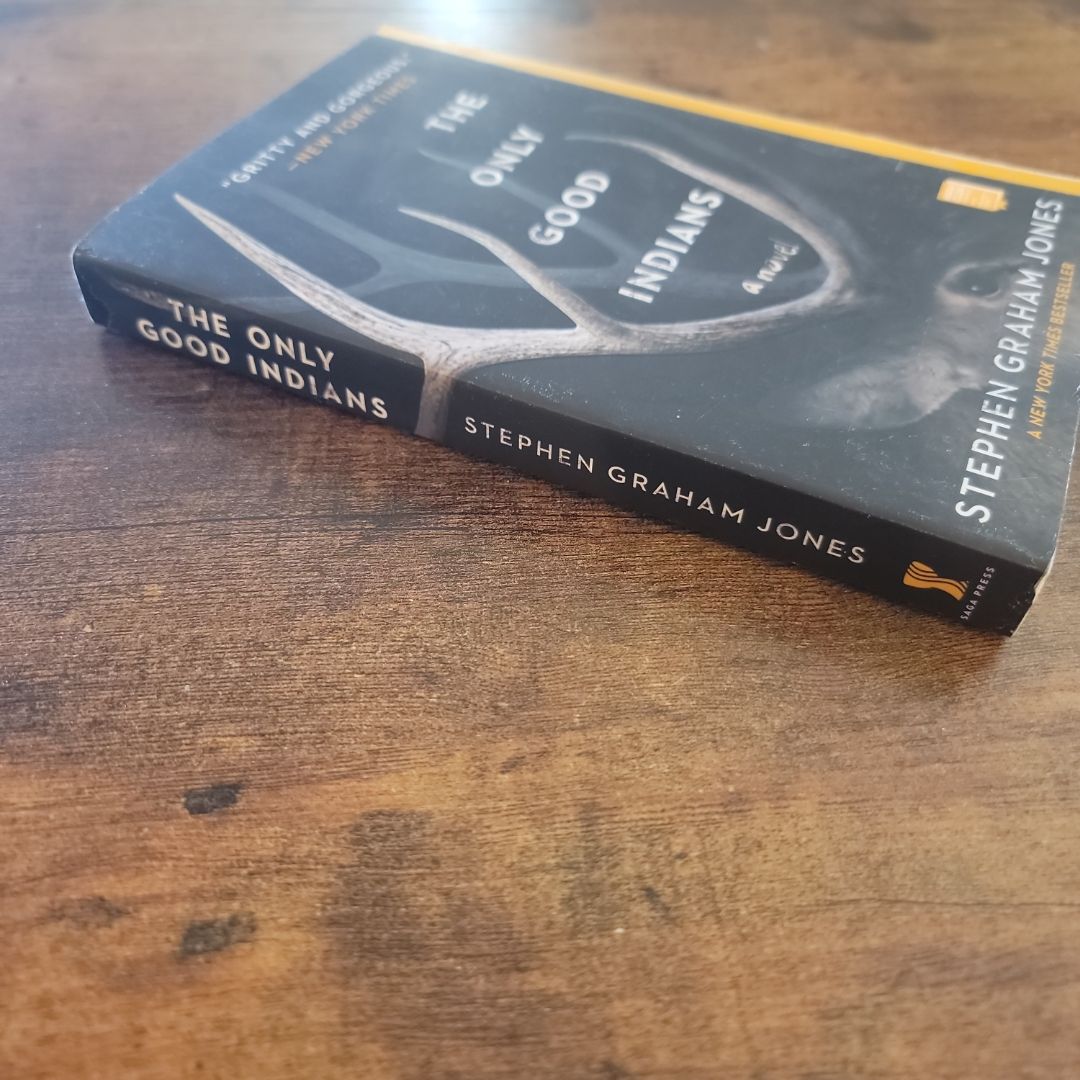 "GRITTY AND GORGEOUS."
—NEW YORK TIMES
THE
ONLY
GOOD
INDIANS
a novel
STEPHEN GRAHAM JONES
A NEW YORK TIMES BESTSELLER
THE ONLY
GOOD INDIANS
STEPHEN GRAHAM JONES
SAGA PRESS